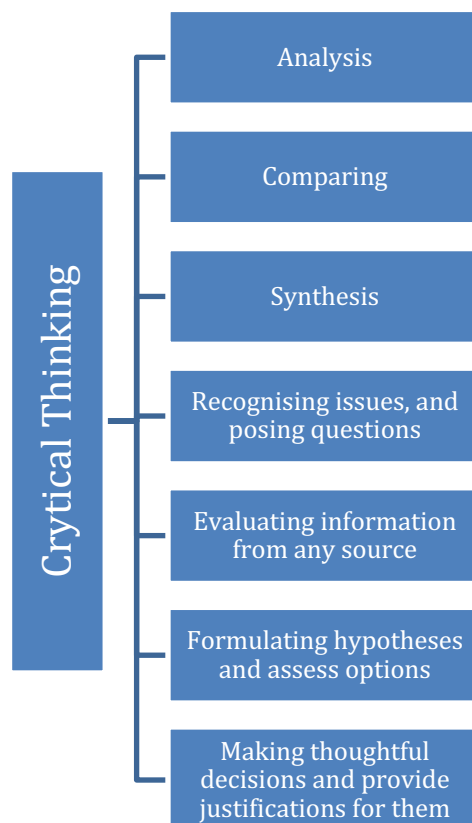 Crytical Thinking
Analysis
Comparing
Synthesis
Recognising issues, and
posing questions
Evaluating information
from any source
Formulating hypotheses
and assess options
Making thoughtful
decisions and provide
justifications for them